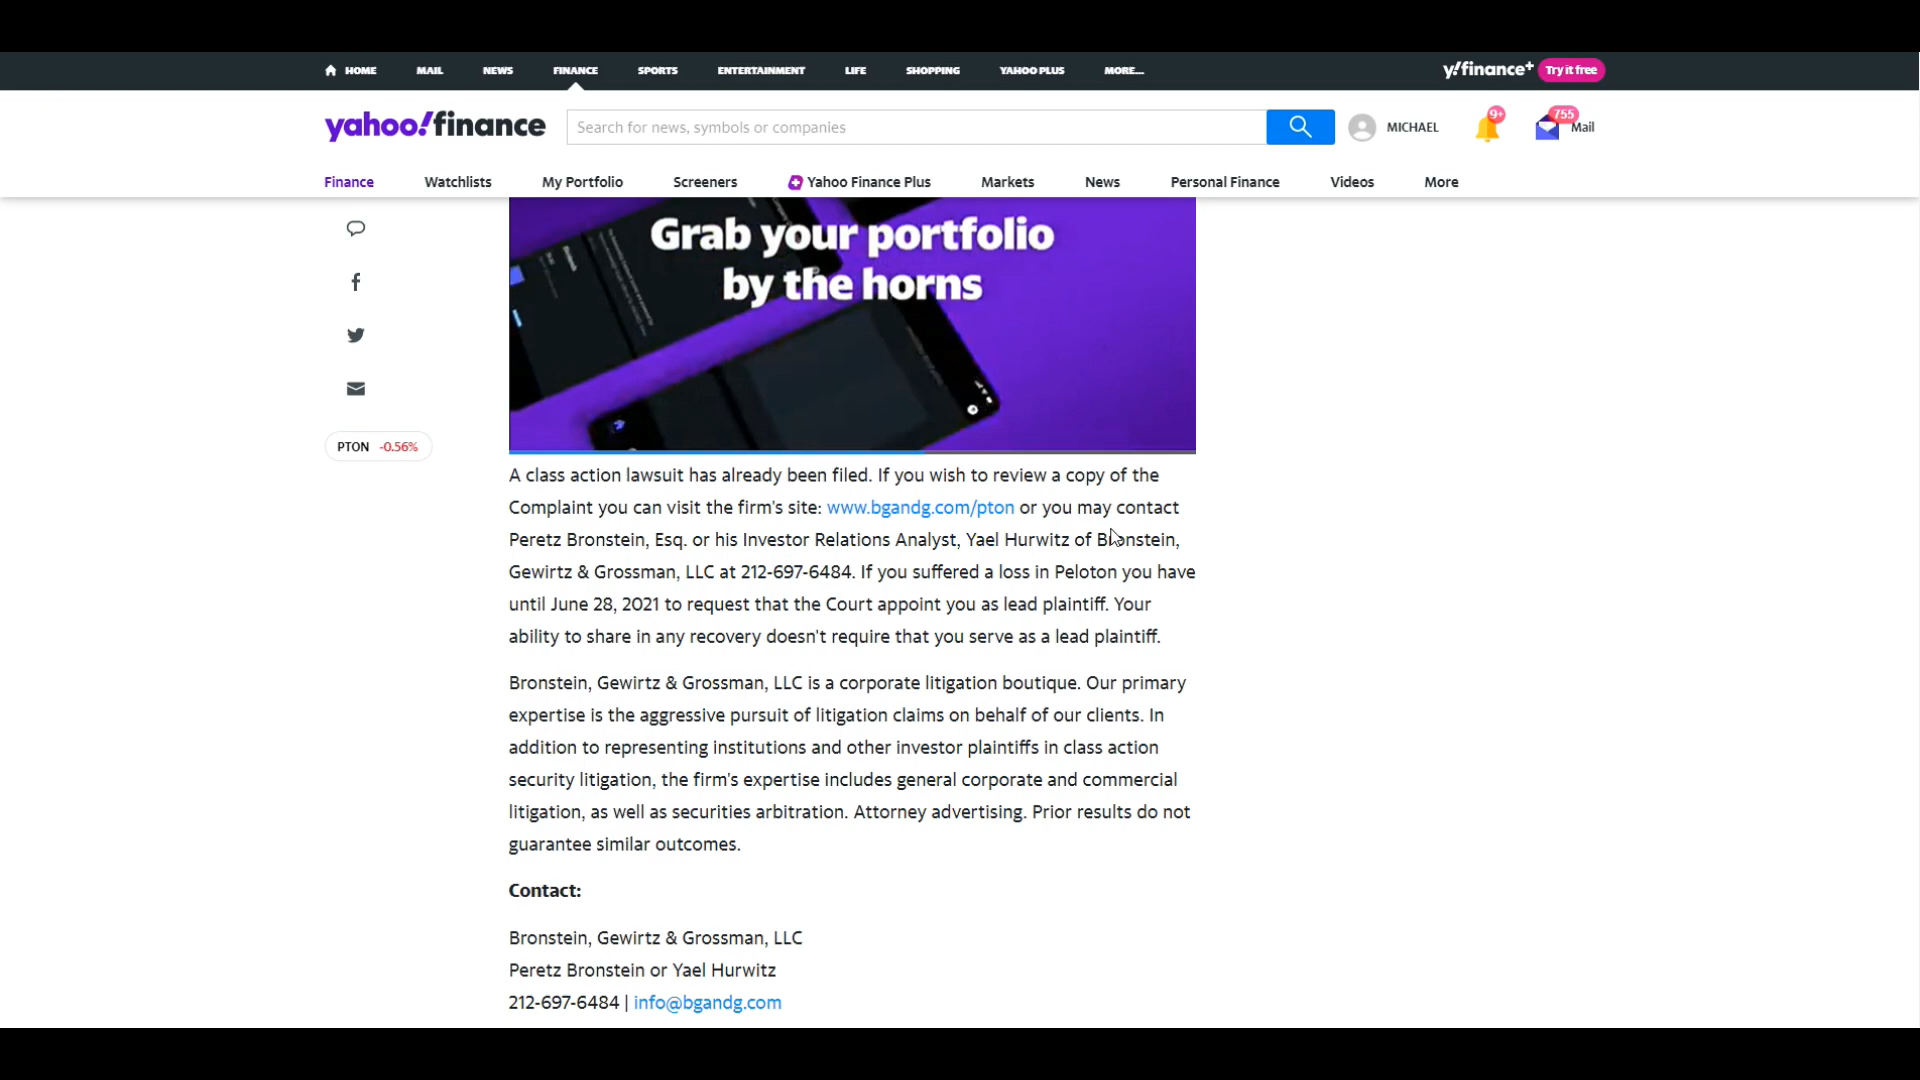 HOME MAIL NEWS FINANCE SPORTS ENTERTAINMENT LIFE SHOPPING YAHOO PLUS MORE... y!finance+ Try it free
yahoo!finance Search for news, symbols or companies MICHAEL 9+ 755 Mail
Finance Watchlists My Portfolio Screeners Yahoo Finance Plus Markets News Personal Finance Videos More
Grab your portfolio
by the horns
PTON -0.56%
A class action lawsuit has already been filed. If you wish to review a copy of the
Complaint you can visit the firm's site: www.bgandg.com/pton or you may contact
Peretz Bronstein, Esq. or his Investor Relations Analyst, Yael Hurwitz of Bronstein,
Gewirtz & Grossman, LLC at 212-697-6484. If you suffered a loss in Peloton you have
until June 28, 2021 to request that the Court appoint you as lead plaintiff. Your
ability to share in any recovery doesn't require that you serve as a lead plaintiff.
Bronstein, Gewirtz & Grossman, LLC is a corporate litigation boutique. Our primary
expertise is the aggressive pursuit of litigation claims on behalf of our clients. In
addition to representing institutions and other investor plaintiffs in class action
security litigation, the firm's expertise includes general corporate and commercial
litigation, as well as securities arbitration. Attorney advertising. Prior results do not
guarantee similar outcomes.
Contact:
Bronstein, Gewirtz & Grossman, LLC
Peretz Bronstein or Yael Hurwitz
212-697-6484 | info@bgandg.com